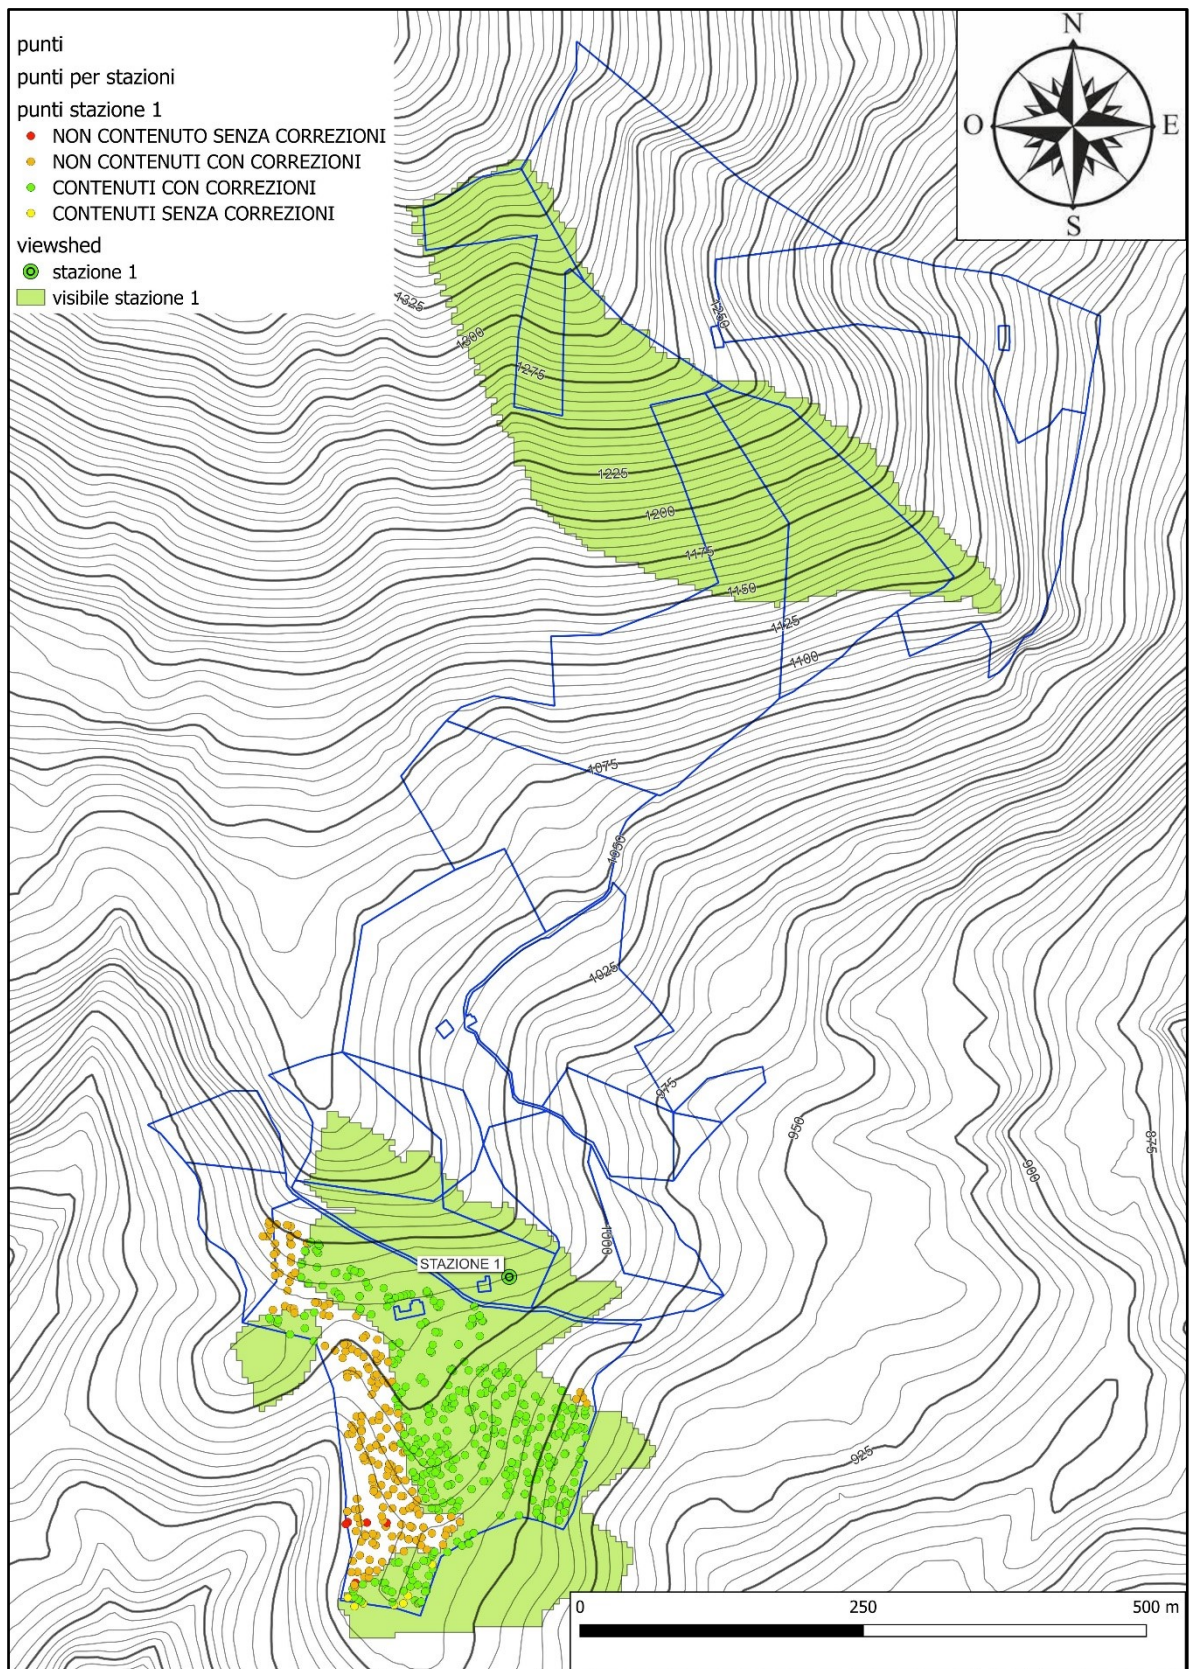 punti
punti per stazioni
punti stazione 1
NON CONTENUTO SENZA CORREZIONI
NON CONTENUTI CON CORREZIONI
CONTENUTI CON CORREZIONI
CONTENUTI SENZA CORREZIONI
viewshed
stazione 1
visibile stazione 1
N
O
E
S
1325
1300
1275
1250
1225
1200
1175
1150
1125
1100
1075
1050
1025
975
950
900
875
1000
STAZIONE 1
925
0 250 500 m